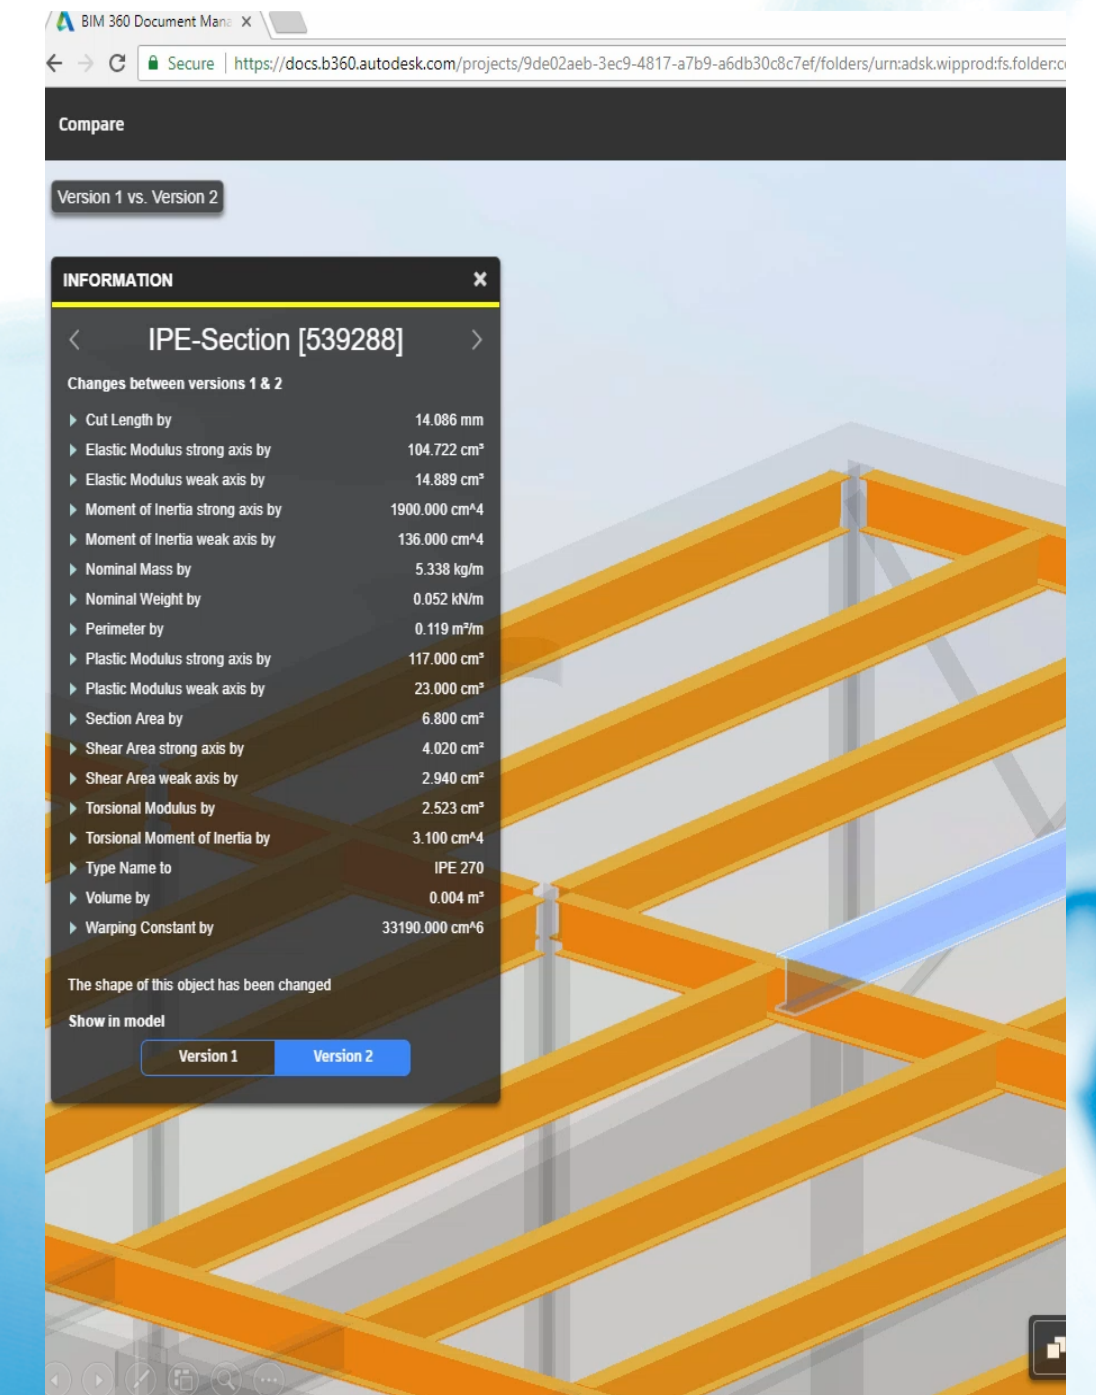 BIM 360 Document Mana
Secure | https://docs.b360.autodesk.com/projects/9de02aeb-3ec9-4817-a7b9-a6db30c8c7ef/folders/urn:adsk.wipprod:fs.folder:c
Compare
Version 1 vs. Version 2
INFORMATION
IPE-Section [539288]
Changes between versions 1 & 2
Cut Length by 14.086 mm
Elastic Modulus strong axis by 104.722 cm³
Elastic Modulus weak axis by 14.889 cm³
Moment of Inertia strong axis by 1900.000 cm^4
Moment of Inertia weak axis by 136.000 cm^4
Nominal Mass by 5.338 kg/m
Nominal Weight by 0.052 kN/m
Perimeter by 0.119 m²/m
Plastic Modulus strong axis by 117.000 cm³
Plastic Modulus weak axis by 23.000 cm³
Section Area by 6.800 cm²
Shear Area strong axis by 4.020 cm²
Shear Area weak axis by 2.940 cm²
Torsional Modulus by 2.523 cm³
Torsional Moment of Inertia by 3.100 cm^4
Type Name to IPE 270
Volume by 0.004 m³
Warping Constant by 33190.000 cm^6
The shape of this object has been changed
Show in model
Version 1 Version 2